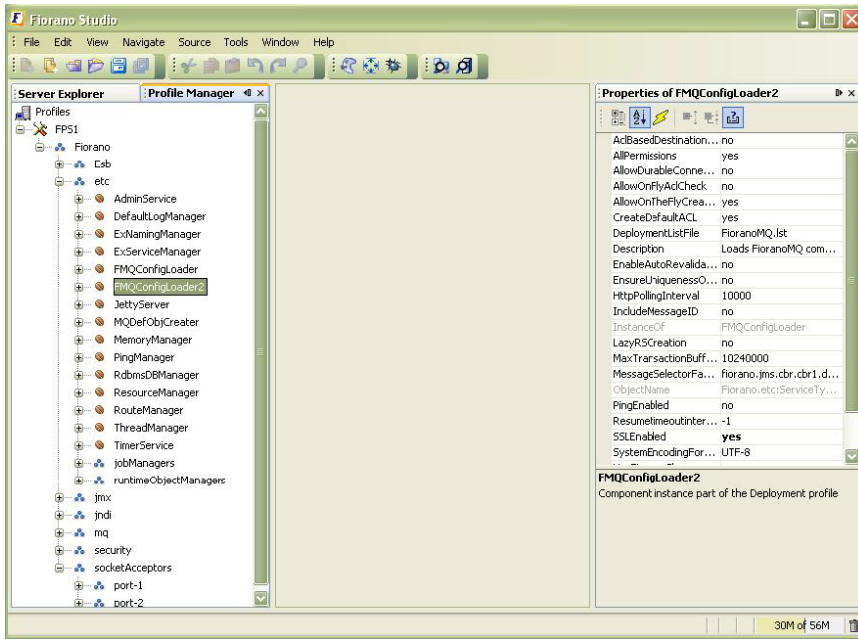 Fiorano Studio
File Edit View Navigate Source Tools Window Help
Server Explorer
Profile Manager
Profiles
FPS1
Fiorano
Esb
etc
AdminService
DefaultLogManager
ExNamingManager
ExServiceManager
FMQConfigLoader
FMQConfigLoader2
JettyServer
MQDefObjCreater
MemoryManager
PingManager
RdbmsDBManager
ResourceManager
RouteManager
ThreadManager
TimerService
jobManagers
runtimeObjectManagers
jmx
jndi
mq
security
socketAcceptors
port-1
port-2
Properties of FMQConfigLoader2
AclBasedDestination... no
AllPermissions yes
AllowDurableConne... no
AllowOnFlyAclCheck no
AllowOnTheFlyCrea... yes
CreateDefaultACL yes
DeploymentListFile FioranoMQ.lst
Description Loads FioranoMQ com...
EnableAutoRevalida... no
EnsureUniquenessO... no
HttpPollingInterval 10000
IncludeMessageID no
InstanceOf FMQConfigLoader
LazyRSCreation no
MaxTransactionBuff... 10240000
MessageSelectorFa... fiorano.jms.cbr.cbr1.d...
ObjectName Fiorano.etc:ServiceTy...
PingEnabled no
Resumetimeoutinter... -1
SSLEnabled yes
SystemEncodingFor... UTF-8
FMQConfigLoader2
Component instance part of the Deployment profile
30M of 56M